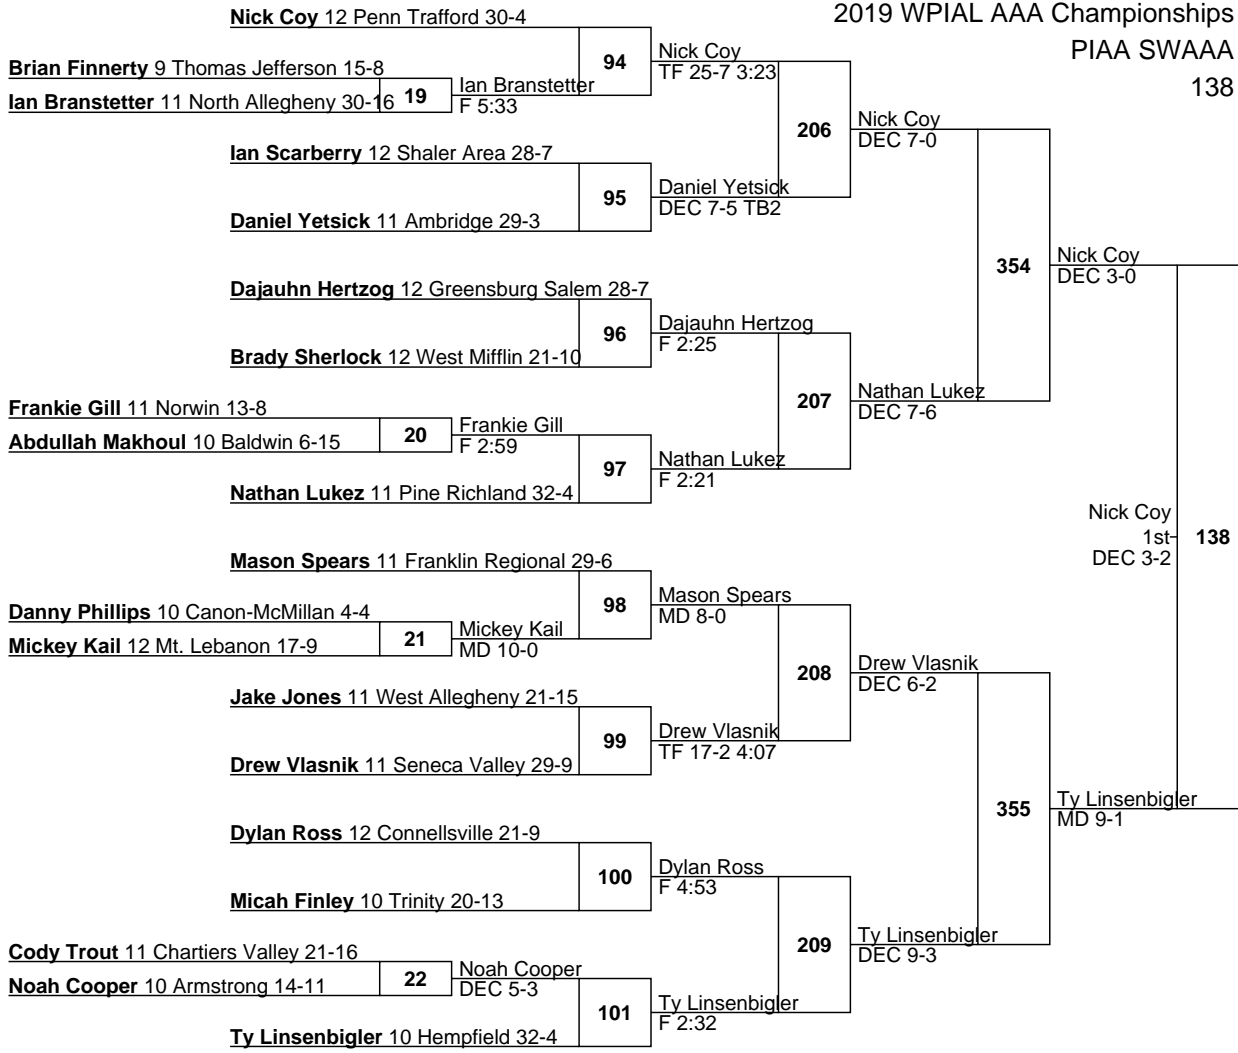 2019 WPIAL AAA Championships
PIAA SWAAA
138
Nick Coy 12 Penn Trafford 30-4
94
Nick Coy
TF 25-7 3:23
Brian Finnerty 9 Thomas Jefferson 15-8
Ian Branstetter 11 North Allegheny 30-16
19
Ian Branstetter
F 5:33
206
Nick Coy
DEC 7-0
Ian Scarberry 12 Shaler Area 28-7
95
Daniel Yetsick
DEC 7-5 TB2
Daniel Yetsick 11 Ambridge 29-3
354
Nick Coy
DEC 3-0
Dajauhn Hertzog 12 Greensburg Salem 28-7
96
Dajauhn Hertzog
F 2:25
Brady Sherlock 12 West Mifflin 21-10
207
Nathan Lukez
DEC 7-6
Frankie Gill 11 Norwin 13-8
Abdullah Makhoul 10 Baldwin 6-15
20
Frankie Gill
F 2:59
97
Nathan Lukez
F 2:21
Nathan Lukez 11 Pine Richland 32-4
Nick Coy
1st
DEC 3-2
138
Mason Spears 11 Franklin Regional 29-6
98
Mason Spears
MD 8-0
Danny Phillips 10 Canon-McMillan 4-4
Mickey Kail 12 Mt. Lebanon 17-9
21
Mickey Kail
MD 10-0
208
Drew Vlasnik
DEC 6-2
Jake Jones 11 West Allegheny 21-15
99
Drew Vlasnik
TF 17-2 4:07
Drew Vlasnik 11 Seneca Valley 29-9
355
Ty Linsenbigler
MD 9-1
Dylan Ross 12 Connellsville 21-9
100
Dylan Ross
F 4:53
Micah Finley 10 Trinity 20-13
209
Ty Linsenbigler
DEC 9-3
Cody Trout 11 Chartiers Valley 21-16
Noah Cooper 10 Armstrong 14-11
22
Noah Cooper
DEC 5-3
101
Ty Linsenbigler
F 2:32
Ty Linsenbigler 10 Hempfield 32-4